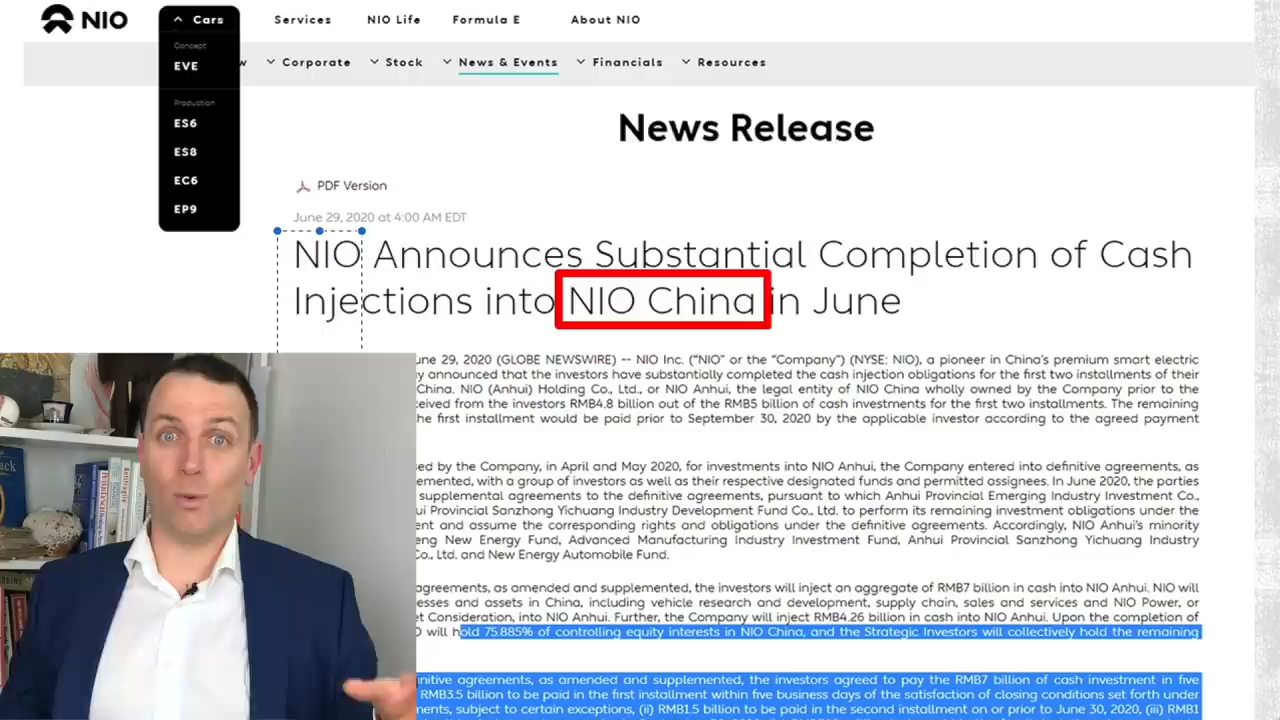 NIO
Cars
Services
NIO Life
Formula E
About NIO
Concept
EVE
Production
ES6
ES8
EC6
EP9
w
Corporate
Stock
News & Events
Financials
Resources
News Release
PDF Version
June 29, 2020 at 4:00 AM EDT
NIO Announces Substantial Completion of Cash
Injections into NIO China in June
une 29, 2020 (GLOBE NEWSWIRE) -- NIO Inc. ("NIO" or the "Company") (NYSE: NIO), a pioneer in China's premium smart electric
y announced that the investors have substantially completed the cash injection obligations for the first two installments of their
China. NIO (Anhui) Holding Co., Ltd., or NIO Anhui, the legal entity of NIO China wholly owned by the Company prior to the
ceived from the investors RMB4.8 billion out of the RMB5 billion of cash investments for the first two installments. The remaining
he first installment would be paid prior to September 30, 2020 by the applicable investor according to the agreed payment
sed by the Company, in April and May 2020, for investments into NIO Anhui, the Company entered into definitive agreements, as
emented, with a group of investors as well as their respective designated funds and permitted assignees. In June 2020, the parties
supplemental agreements to the definitive agreements, pursuant to which Anhui Provincial Emerging Industry Investment Co.,
ui Provincial Sanzhong Yichuang Industry Development Fund Co., Ltd. to perform its remaining investment obligations under the
ent and assume the corresponding rights and obligations under the definitive agreements. Accordingly, NIO Anhui's minority
eng New Energy Fund, Advanced Manufacturing Industry Investment Fund, Anhui Provincial Sanzhong Yichuang Industry
Co., Ltd. and New Energy Automobile Fund.
agreements, as amended and supplemented, the investors will inject an aggregate of RMB7 billion in cash into NIO Anhui. NIO will
esses and assets in China, including vehicle research and development, supply chain, sales and services and NIO Power, or
et Consideration, into NIO Anhui. Further, the Company will inject RMB4.26 billion in cash into NIO Anhui. Upon the completion of
O will hold 75.885% of controlling equity interests in NIO China, and the Strategic Investors will collectively hold the remaining
initive agreements, as amended and supplemented, the investors agreed to pay the RMB7 billion of cash investment in five
RMB3.5 billion to be paid in the first installment within five business days of the satisfaction of closing conditions set forth under
ments, subject to certain exceptions, (ii) RMB1.5 billion to be paid in the second installment on or prior to June 30, 2020, (iii) RMB1